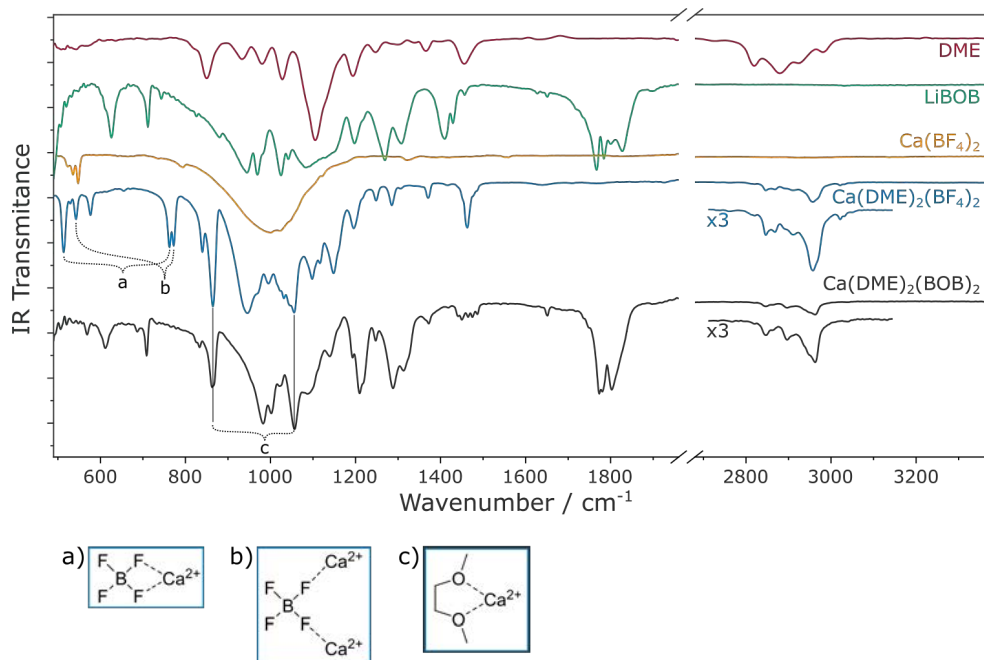 DME
LiBOB
Ca(BF₄)₂
Ca(DME)₂(BF₄)₂
x3
a
b
Ca(DME)₂(BOB)₂
x3
c
IR Transmitance
600 800 1000 1200 1400 1600 1800 2800 3000 3200
Wavenumber / cm⁻¹
a) b) c)
F F
B Ca²⁺
F F
Ca²⁺
F F
B
F F
Ca²⁺
O
Ca²⁺
O